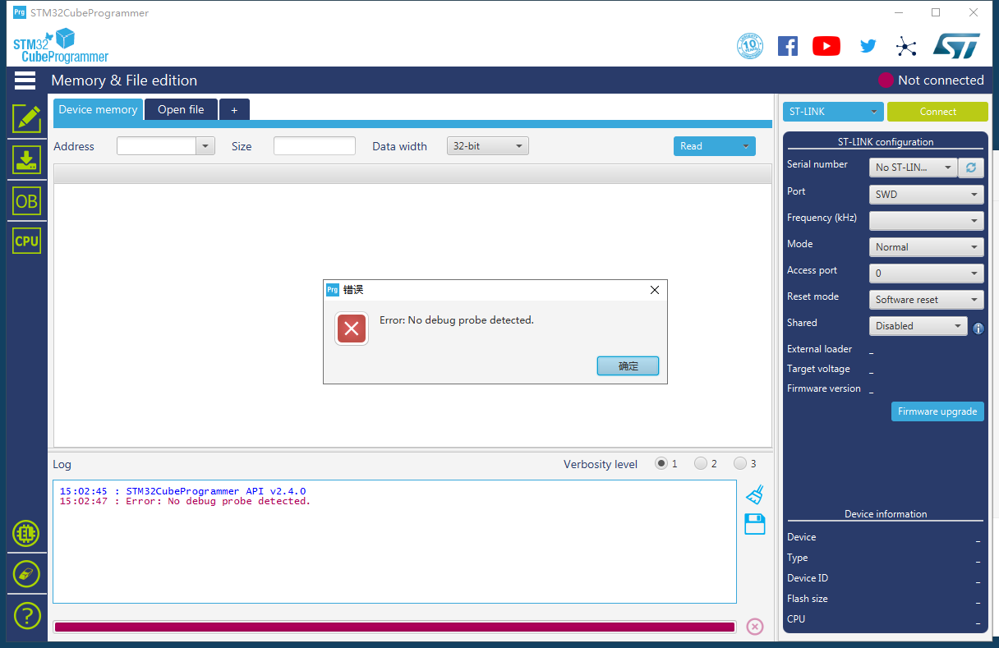 Prg STM32CubeProgrammer
STM32
CubeProgrammer
10 YEARS
Memory & File edition
Not connected
Device memory
Open file
+
ST-LINK
Connect
Address
Size
Data width
32-bit
Read
ST-LINK configuration
Serial number
No ST-LIN...
Port
SWD
Frequency (kHz)
Mode
Normal
Access port
0
Reset mode
Software reset
Shared
Disabled
External loader
_
Target voltage
_
Firmware version
_
Firmware upgrade
OB
CPU
Prg 错误
Error: No debug probe detected.
确定
Log
Verbosity level
1
2
3
15:02:45 : STM32CubeProgrammer API v2.4.0
15:02:47 : Error: No debug probe detected.
Device information
Device
_
Type
_
Device ID
_
Flash size
_
CPU
_